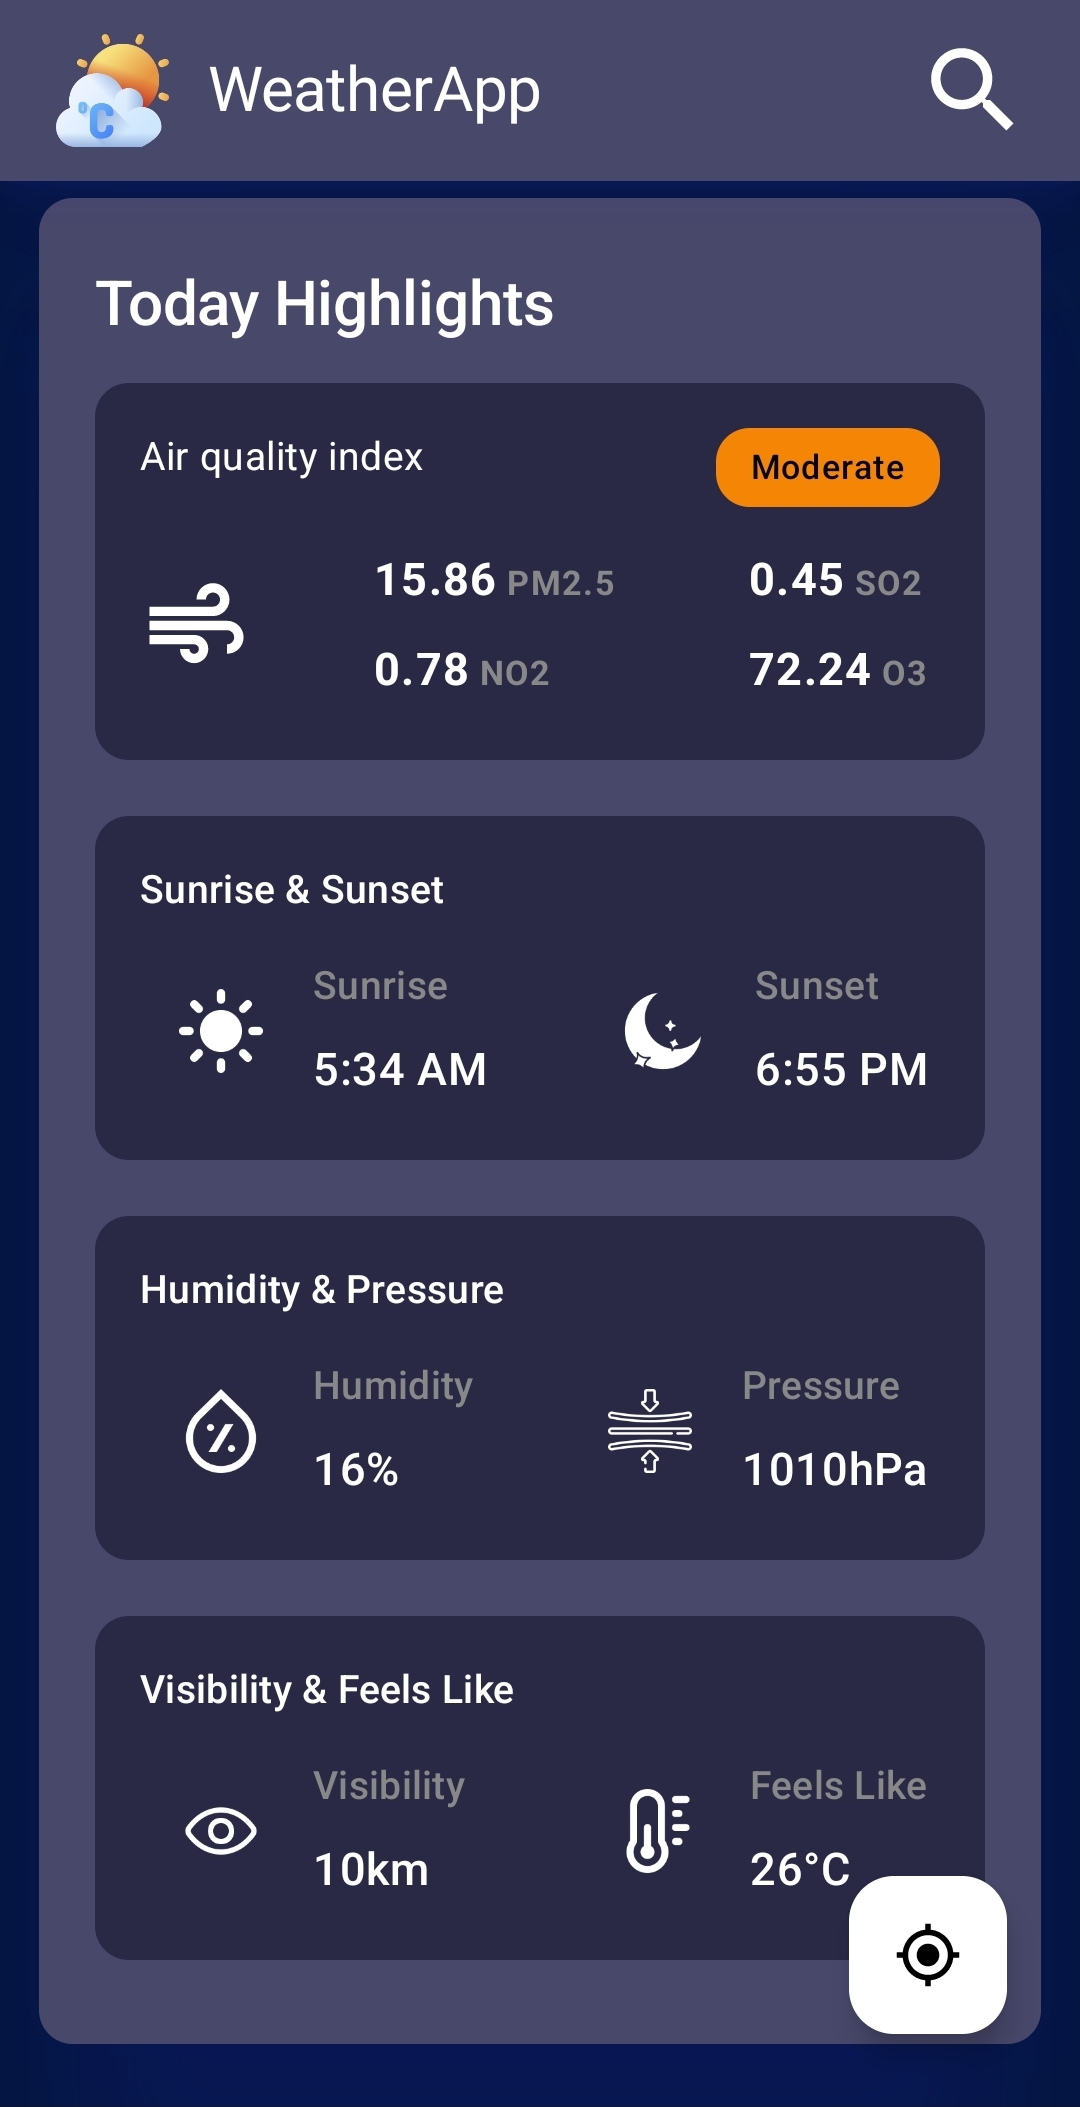 °C
WeatherApp
Today Highlights
Air quality index
Moderate
15.86 PM2.5
0.45 SO2
0.78 NO2
72.24 O3
Sunrise & Sunset
Sunrise
Sunset
5:34 AM
6:55 PM
Humidity & Pressure
Humidity
Pressure
16%
1010hPa
Visibility & Feels Like
Visibility
Feels Like
10km
26°C